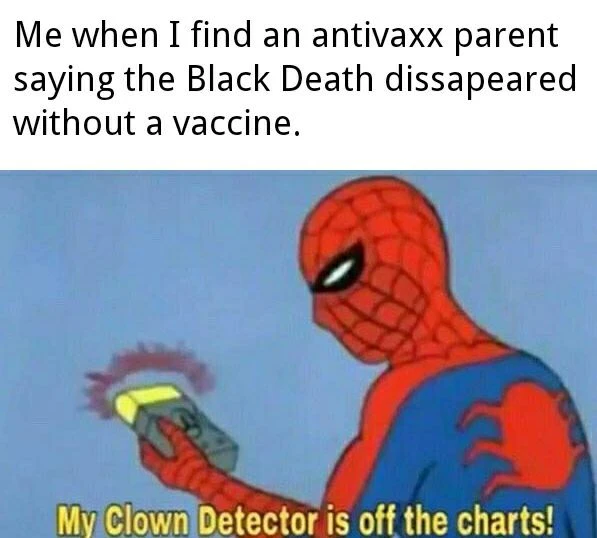 Me when I find an antivaxx parent
saying the Black Death dissapeared
without a vaccine.
My Clown Detector is off the charts!